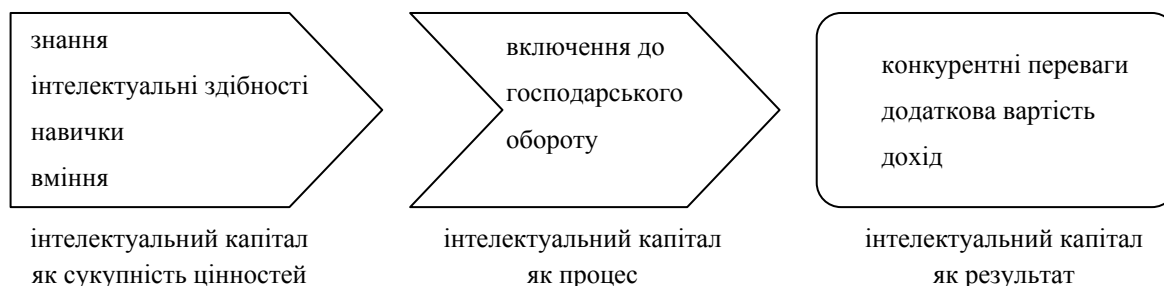 знання
інтелектуальні здібності
навички
вміння
включення до
господарського
обороту
конкурентні переваги
додаткова вартість
дохід
інтелектуальний капітал
як сукупність цінностей
інтелектуальний капітал
як процес
інтелектуальний капітал
як результат